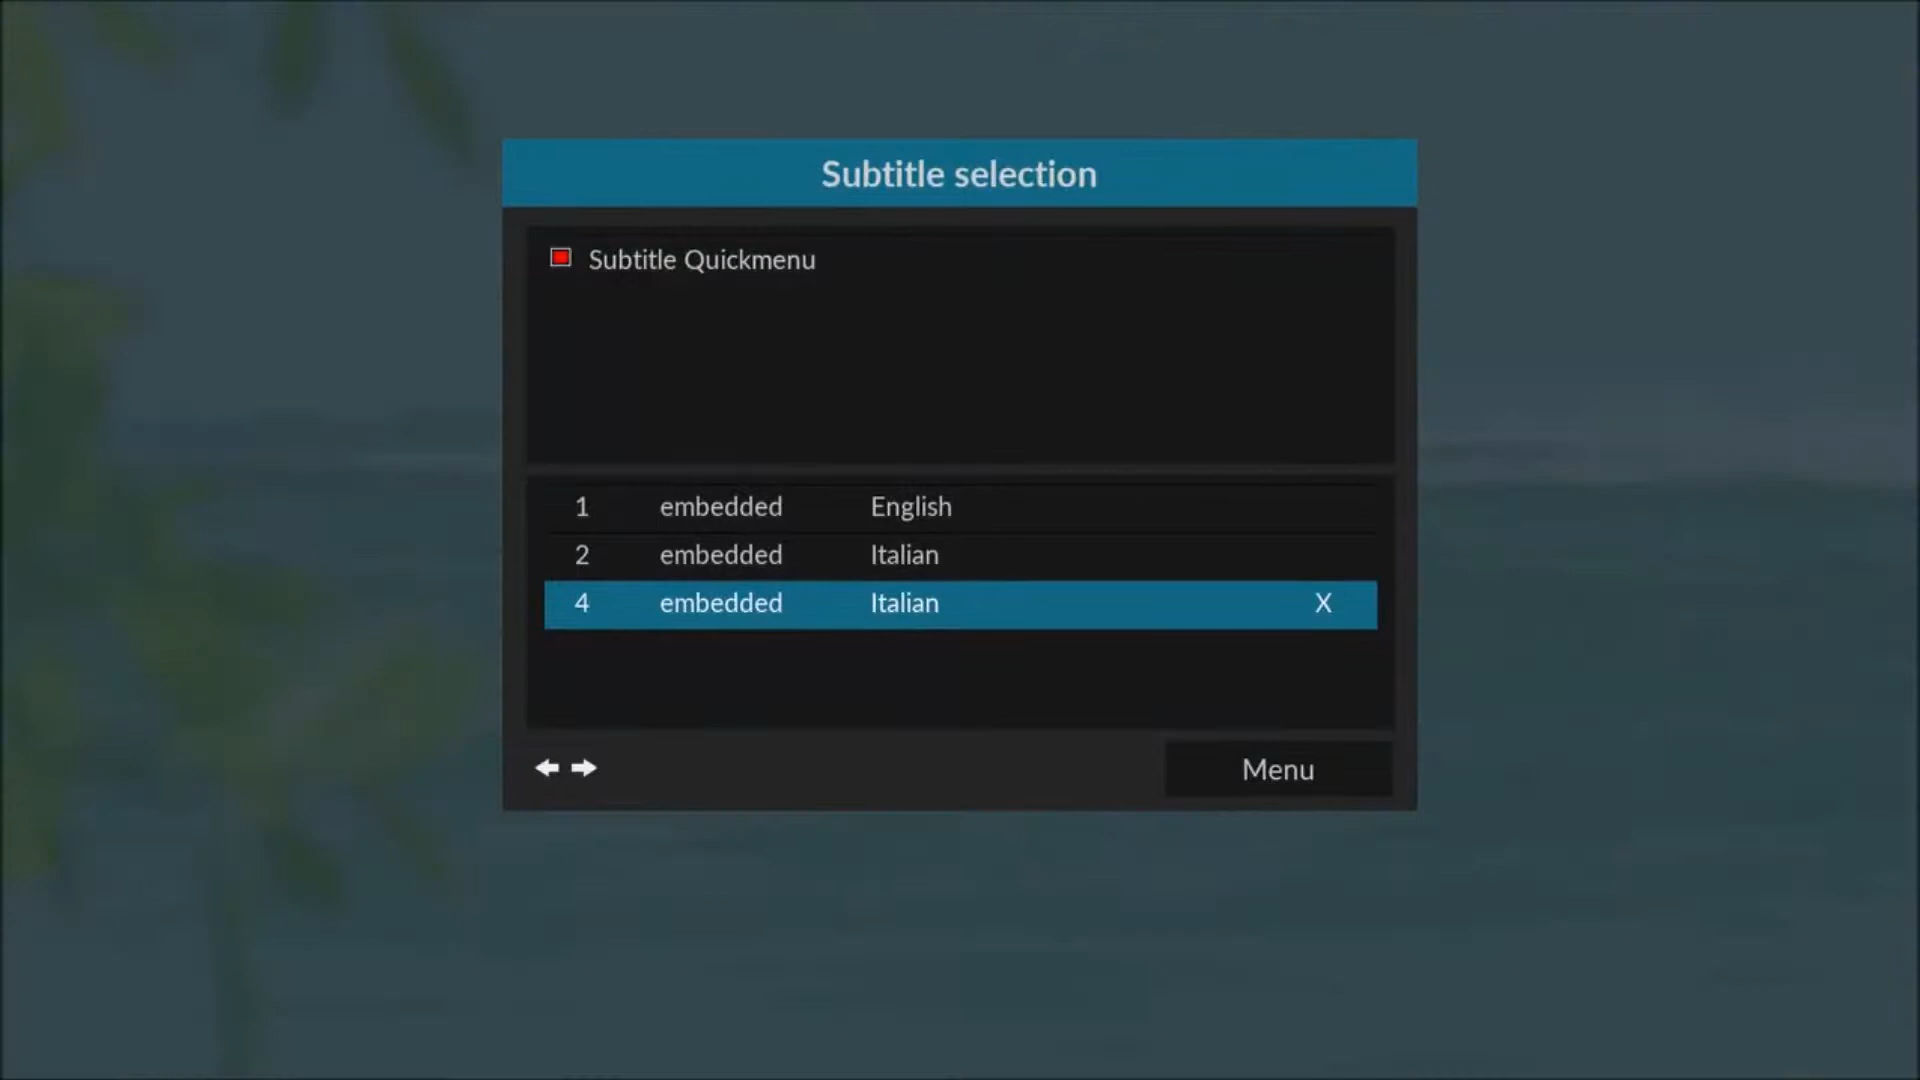 Subtitle selection
Subtitle Quickmenu
1 embedded English
2 embedded Italian
4 embedded Italian X
Menu